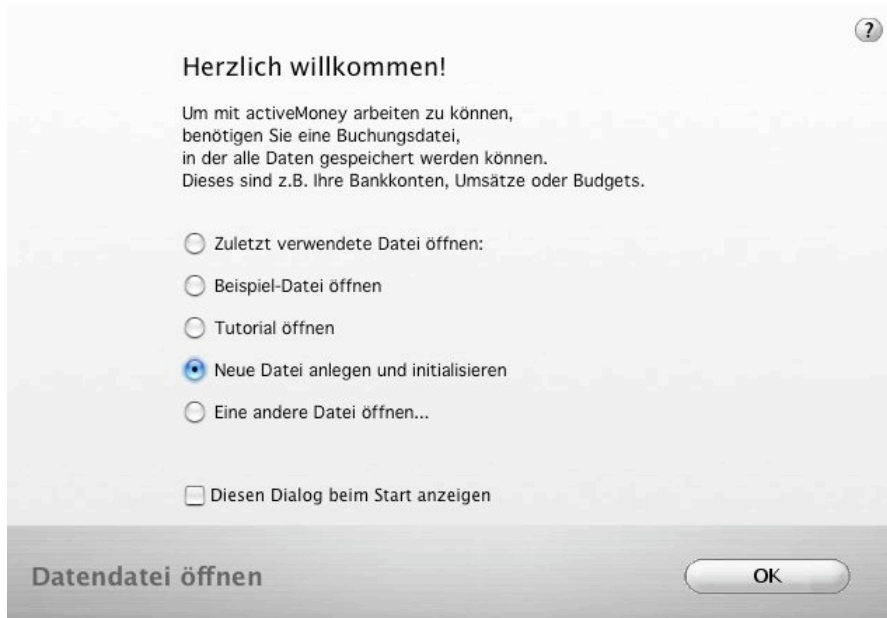 ?
Herzlich willkommen!
Um mit activeMoney arbeiten zu können,
benötigen Sie eine Buchungsdatei,
in der alle Daten gespeichert werden können.
Dieses sind z.B. Ihre Bankkonten, Umsätze oder Budgets.
Zuletzt verwendete Datei öffnen:
Beispiel-Datei öffnen
Tutorial öffnen
Neue Datei anlegen und initialisieren
Eine andere Datei öffnen...
Diesen Dialog beim Start anzeigen
Datendatei öffnen
OK